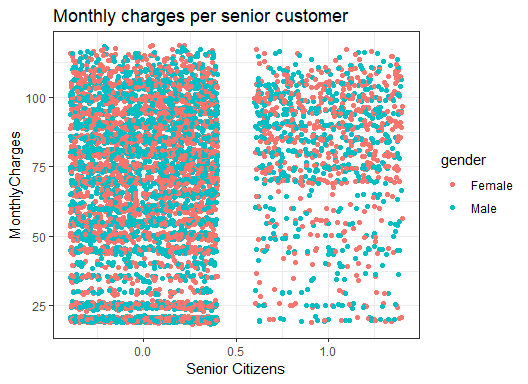 Monthly charges per senior customer
MonthlyCharges
100
75
50
25
0.0 0.5 1.0
Senior Citizens
gender
Female
Male